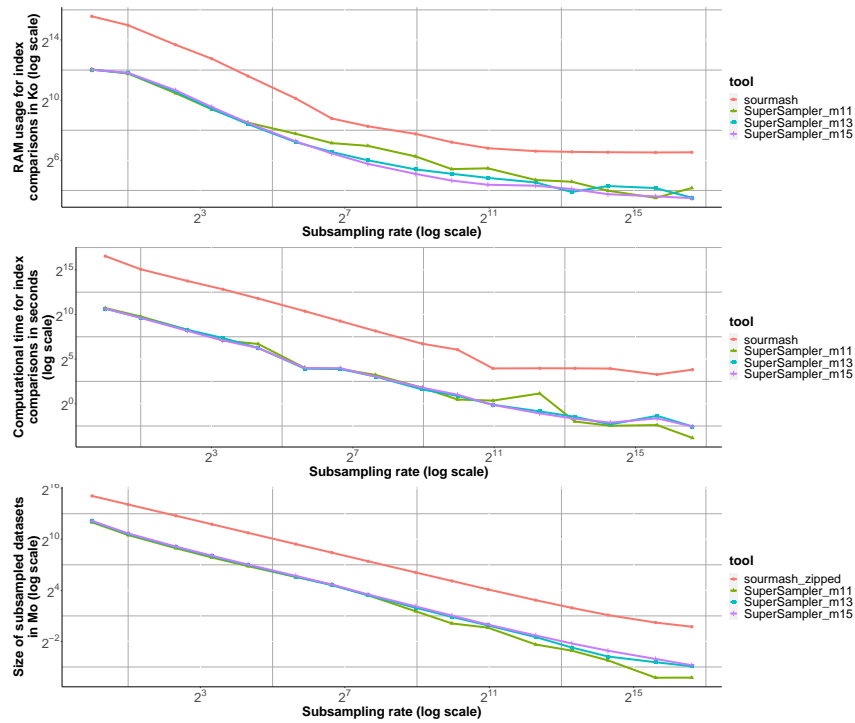 RAM usage for index
comparisons in Ko (log scale)
2^14
2^10
2^6
2^3
2^7
2^11
2^15
Subsampling rate (log scale)
tool
sourmash
SuperSampler_m11
SuperSampler_m13
SuperSampler_m15
Computational time for index
comparisons in seconds
(log scale)
2^15
2^10
2^5
2^0
2^3
2^7
2^11
2^15
Subsampling rate (log scale)
tool
sourmash
SuperSampler_m11
SuperSampler_m13
SuperSampler_m15
Size of subsampled datasets
in Mo (log scale)
2^16
2^10
2^4
2^−2
2^3
2^7
2^11
2^15
Subsampling rate (log scale)
tool
sourmash_zipped
SuperSampler_m11
SuperSampler_m13
SuperSampler_m15